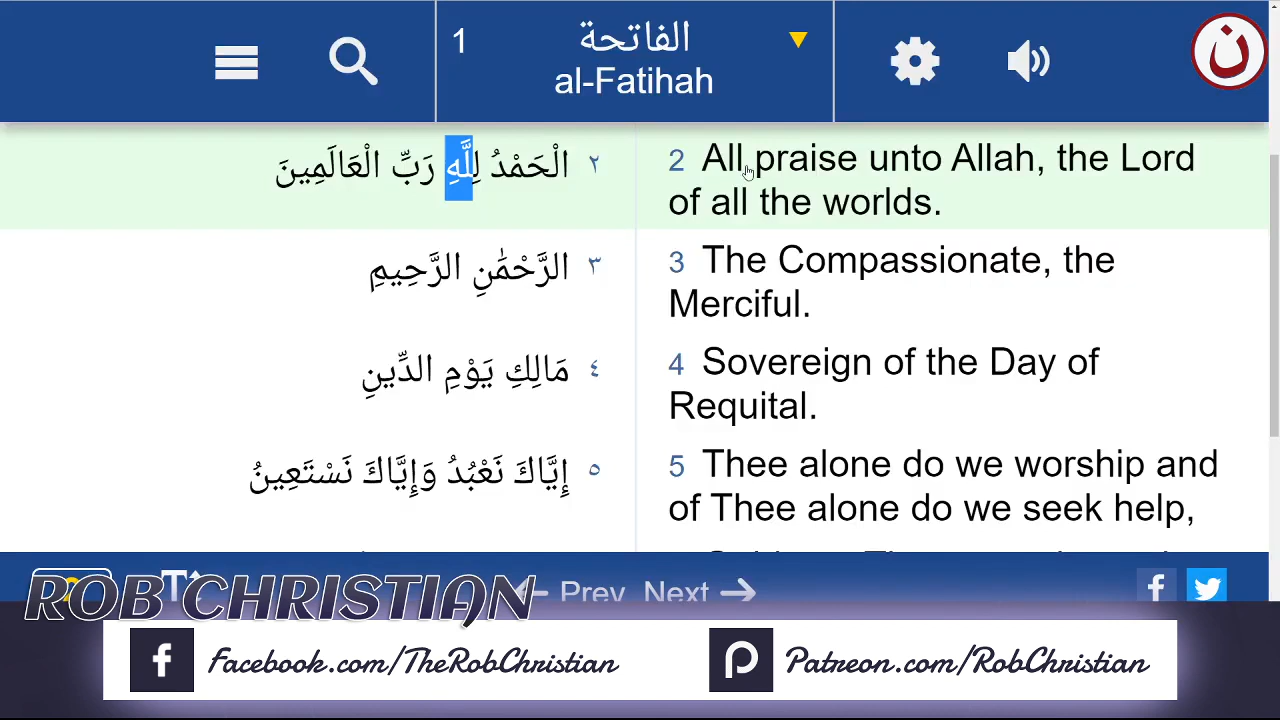 1
الفاتحة
al-Fatihah
ن
٢ الْحَمْدُ لِلَّهِ رَبِّ الْعَالَمِينَ
2 All praise unto Allah, the Lord
of all the worlds.
٣ الرَّحْمَٰنِ الرَّحِيمِ
3 The Compassionate, the
Merciful.
٤ مَالِكِ يَوْمِ الدِّينِ
4 Sovereign of the Day of
Requital.
٥ إِيَّاكَ نَعْبُدُ وَإِيَّاكَ نَسْتَعِينُ
5 Thee alone do we worship and
of Thee alone do we seek help,
Prev Next
ROB CHRISTIAN
Facebook.com/TheRobChristian
Patreon.com/RobChristian